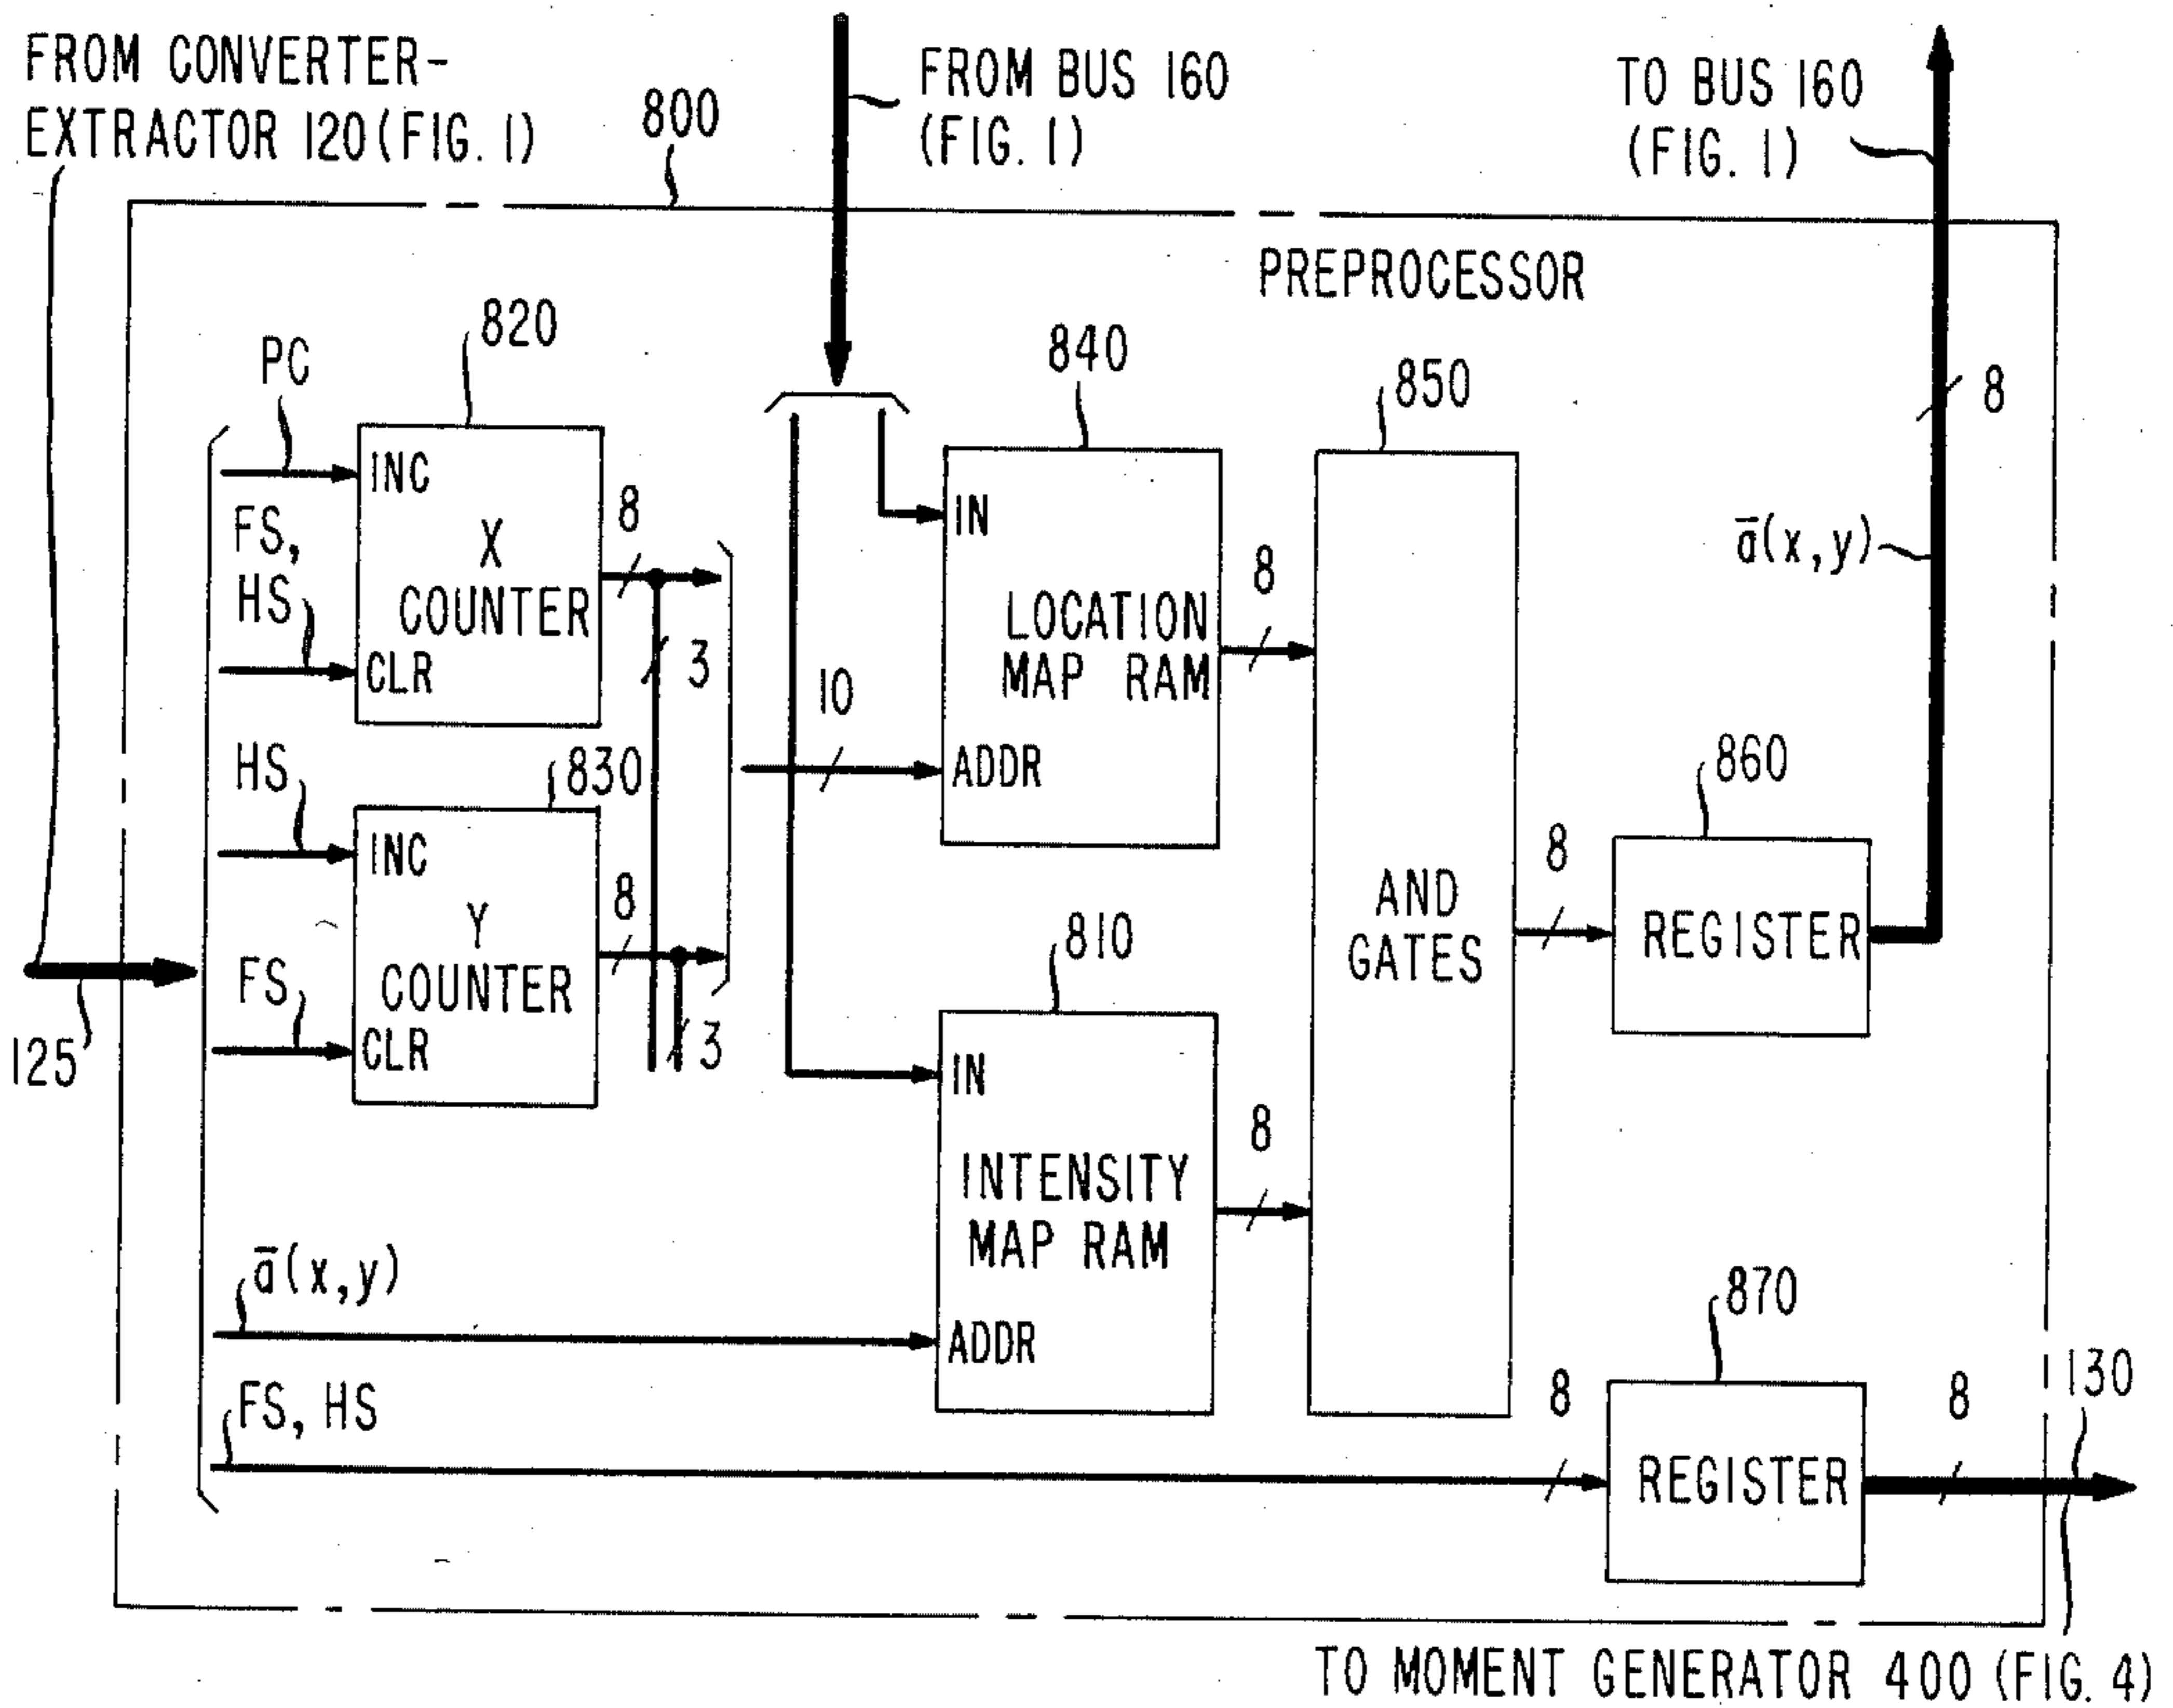 FROM CONVERTER-
EXTRACTOR 120 (FIG. 1)
800
FROM BUS 160
(FIG. 1)
TO BUS 160
(FIG. 1)
PREPROCESSOR
PC
820
INC
X
COUNTER
CLR
FS,
HS
8
3
840
IN
LOCATION
MAP RAM
ADDR
10
8
850
AND
GATES
8
ā(x,y)
HS
830
INC
Y
COUNTER
CLR
FS
8
3
125
810
IN
INTENSITY
MAP RAM
ADDR
8
860
8
REGISTER
ā(x,y)
FS, HS
870
8
REGISTER
8
130
TO MOMENT GENERATOR 400 (FIG. 4)